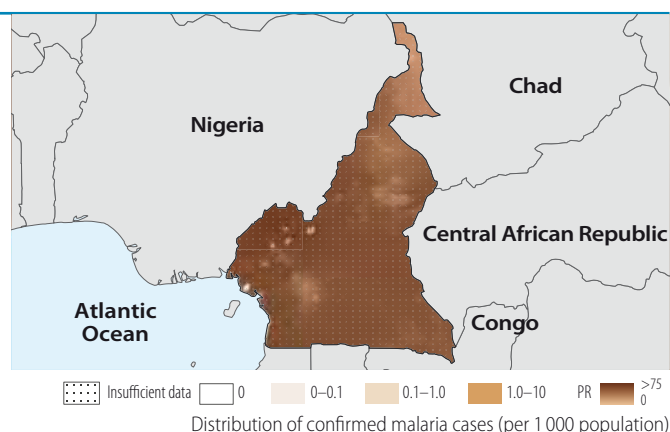 Chad
Nigeria
Central African Republic
Atlantic
Ocean
Congo
Insufficient data 0 0–0.1 0.1–1.0 1.0–10 PR >75
0
Distribution of confirmed malaria cases (per 1 000 population)